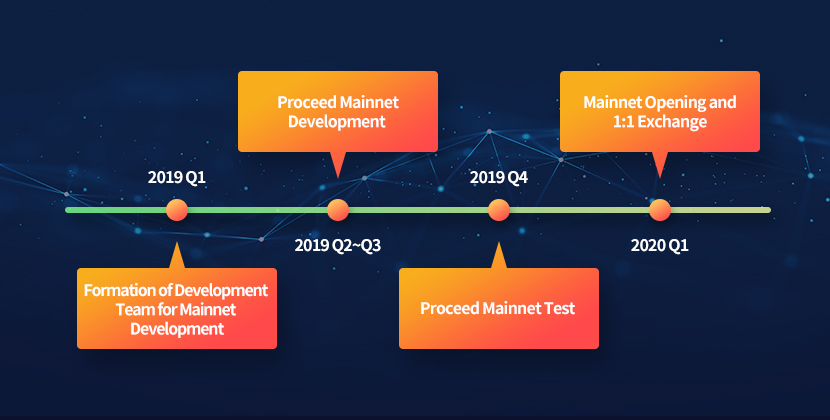 Proceed Mainnet
Development
Mainnet Opening and
1:1 Exchange
2019 Q1
2019 Q4
2019 Q2~Q3
2020 Q1
Formation of Development
Team for Mainnet
Development
Proceed Mainnet Test